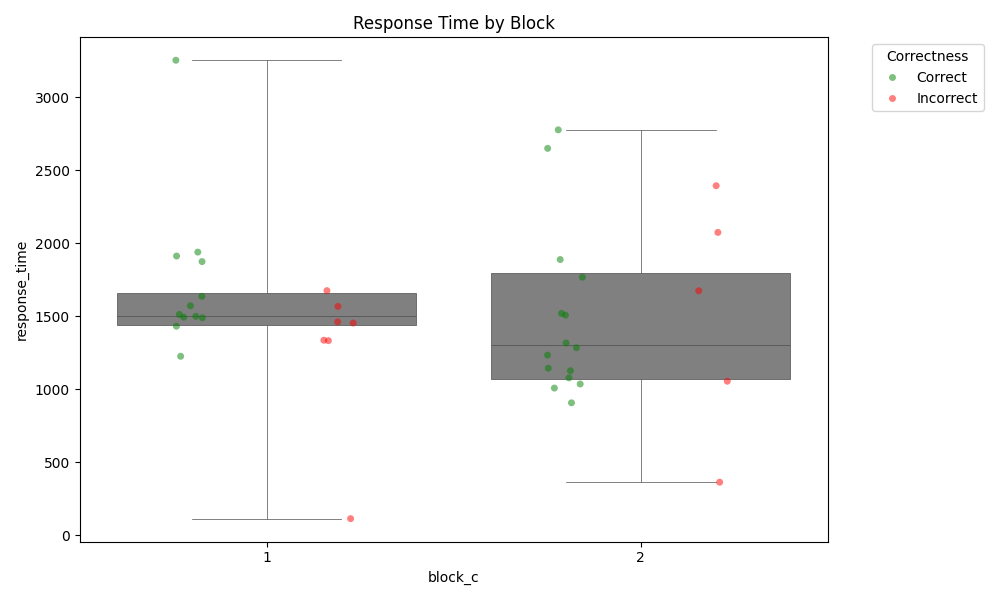 Response Time by Block
Correctness
Correct
Incorrect
response_time
3000
2500
2000
1500
1000
500
0
1
2
block_c